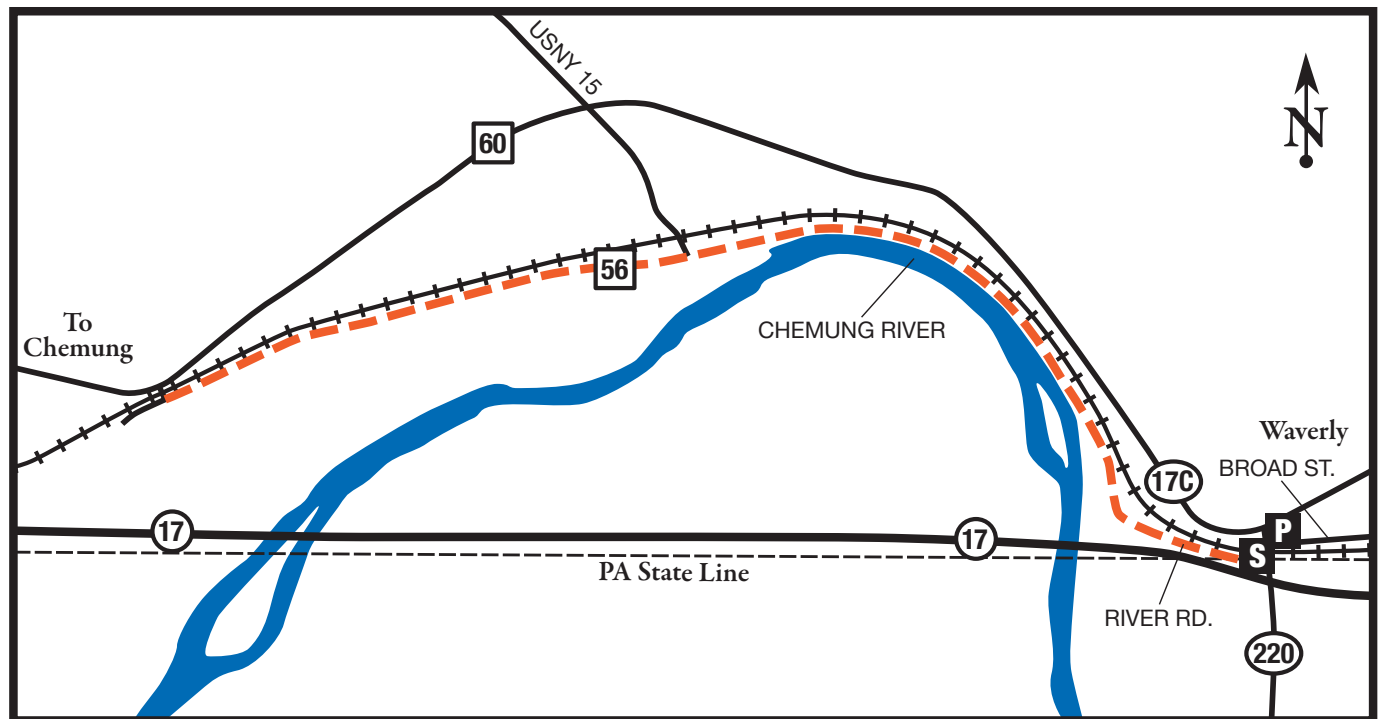 USNY 15
N
60
56
To
Chemung
CHEMUNG RIVER
Waverly
BROAD ST.
17C
P
17
17
S
PA State Line
RIVER RD.
220